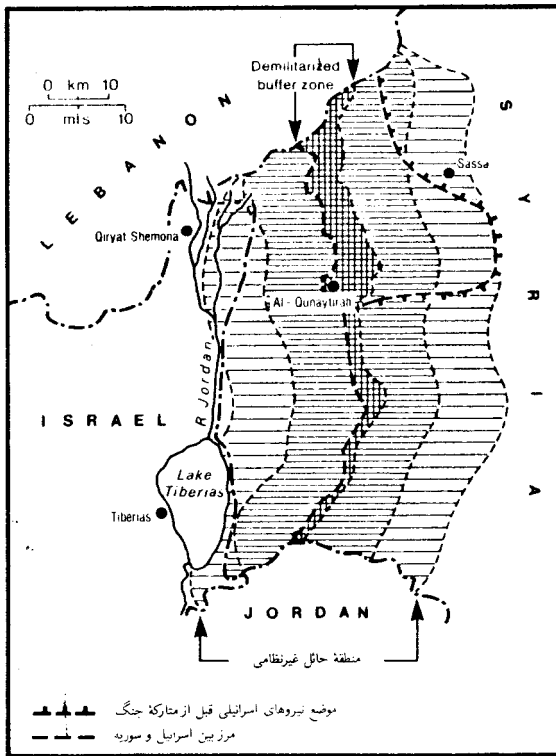 Demilitarized
buffer zone
0 km 10
0 mls 10
LEBANON
SYRIA
Sassa
Qiryat Shemona
Al-Qunaytirah
R Jordan
ISRAEL
Lake
Tiberias
Tiberias
JORDAN
منطقهٔ حائل غیرنظامی
موضع نیروهای اسرائیلی قبل از متارکهٔ جنگ
مرز بین اسرائیل و سوریه